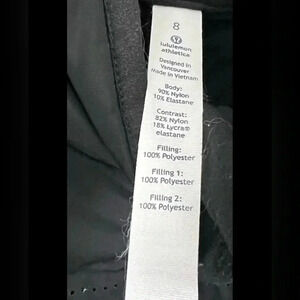 8
lululemon
athletica
Designed in
Vancouver
Made in Vietnam
Body:
90% Nylon
10% Elastane
Contrast:
82% Nylon
18% Lycra®
elastane
Filling:
100% Polyester
Filling 1:
100% Polyester
Filling 2:
100% Polyester